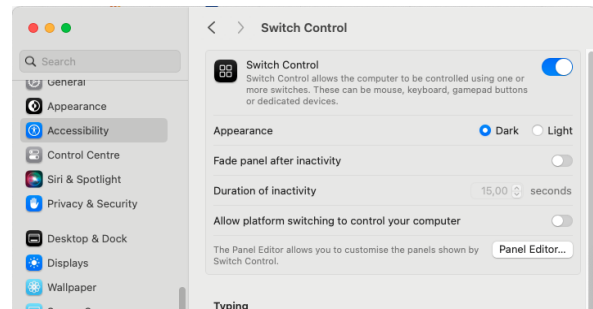 Switch Control
Search
General
Appearance
Accessibility
Control Centre
Siri & Spotlight
Privacy & Security
Desktop & Dock
Displays
Wallpaper
Switch Control
Switch Control allows the computer to be controlled using one or
more switches. These can be mouse, keyboard, gamepad buttons
or dedicated devices.
Appearance
Dark
Light
Fade panel after inactivity
Duration of inactivity
15,00
seconds
Allow platform switching to control your computer
The Panel Editor allows you to customise the panels shown by
Switch Control.
Panel Editor...
Typing